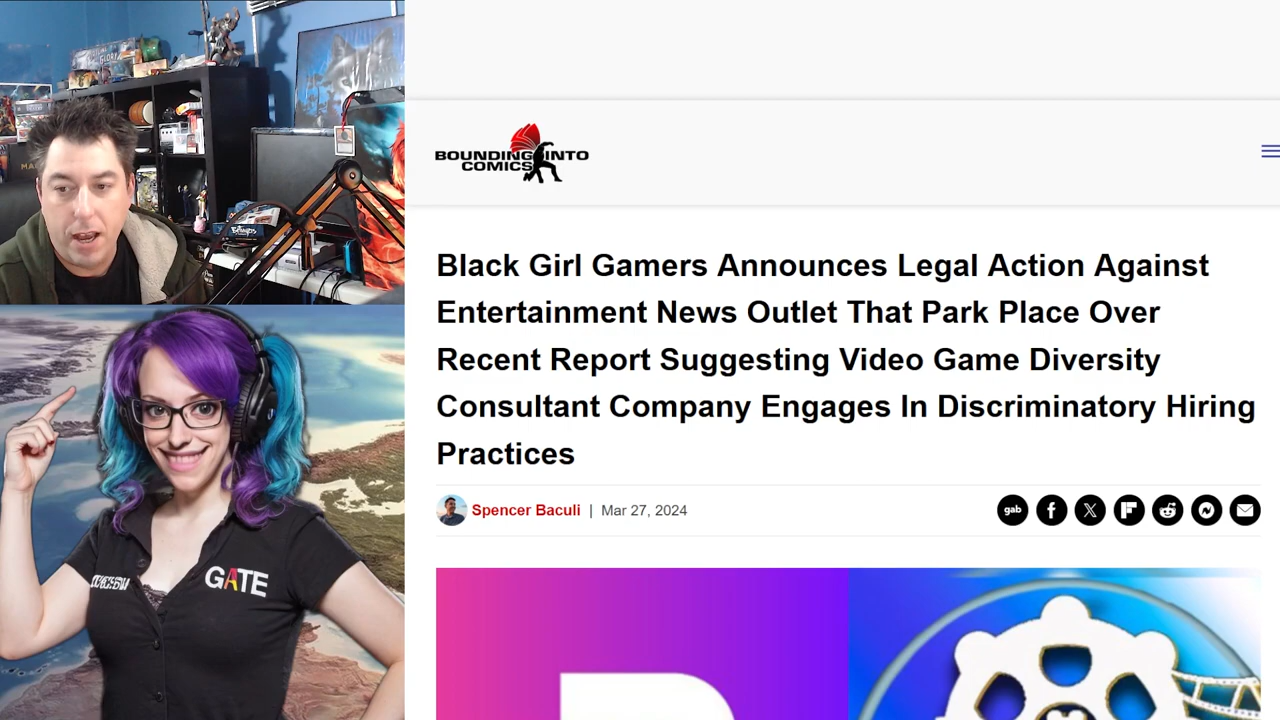 BOUNDING INTO
COMICS
Black Girl Gamers Announces Legal Action Against
Entertainment News Outlet That Park Place Over
Recent Report Suggesting Video Game Diversity
Consultant Company Engages In Discriminatory Hiring
Practices
Spencer Baculi | Mar 27, 2024
gab
GATE